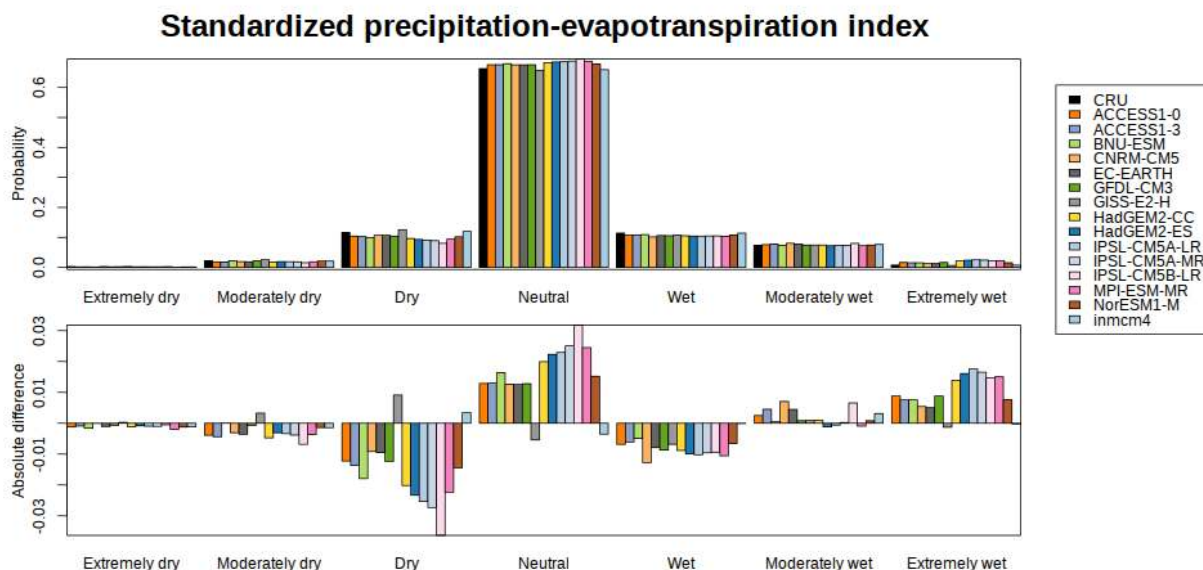 Standardized precipitation-evapotranspiration index
Probability
0.6
0.4
0.2
0.0
Extremely dry Moderately dry Dry Neutral Wet Moderately wet Extremely wet
CRU
ACCESS1-0
ACCESS1-3
BNU-ESM
CNRM-CM5
EC-EARTH
GFDL-CM3
GISS-E2-H
HadGEM2-CC
HadGEM2-ES
IPSL-CM5A-LR
IPSL-CM5A-MR
IPSL-CM5B-LR
MPI-ESM-MR
NorESM1-M
inmcm4
Absolute difference
0.03
0.01
-0.01
-0.03
Extremely dry Moderately dry Dry Neutral Wet Moderately wet Extremely wet